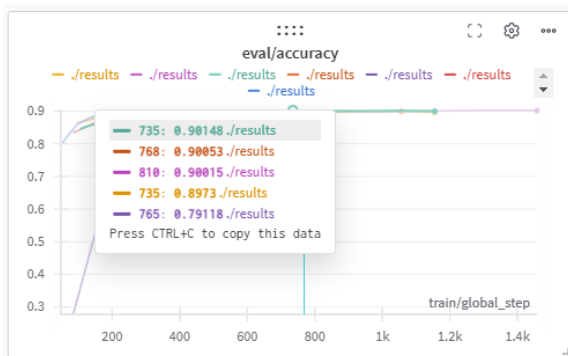 eval/accuracy
./results ./results ./results ./results ./results ./results
./results
0.9
0.8
0.7
0.6
0.5
0.4
0.3
735: 0.90148 ./results
768: 0.90053 ./results
810: 0.90015 ./results
735: 0.8973 ./results
765: 0.79118 ./results
Press CTRL+C to copy this data
train/global_step
200 400 600 800 1k 1.2k 1.4k